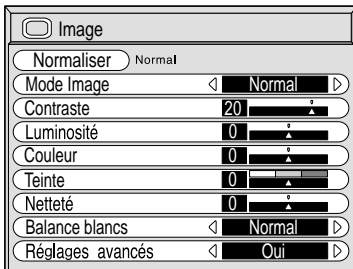 Image
Normaliser Normal
Mode Image Normal
Contraste 20
Luminosité 0
Couleur 0
Teinte 0
Netteté 0
Balance blancs Normal
Réglages avancés Oui